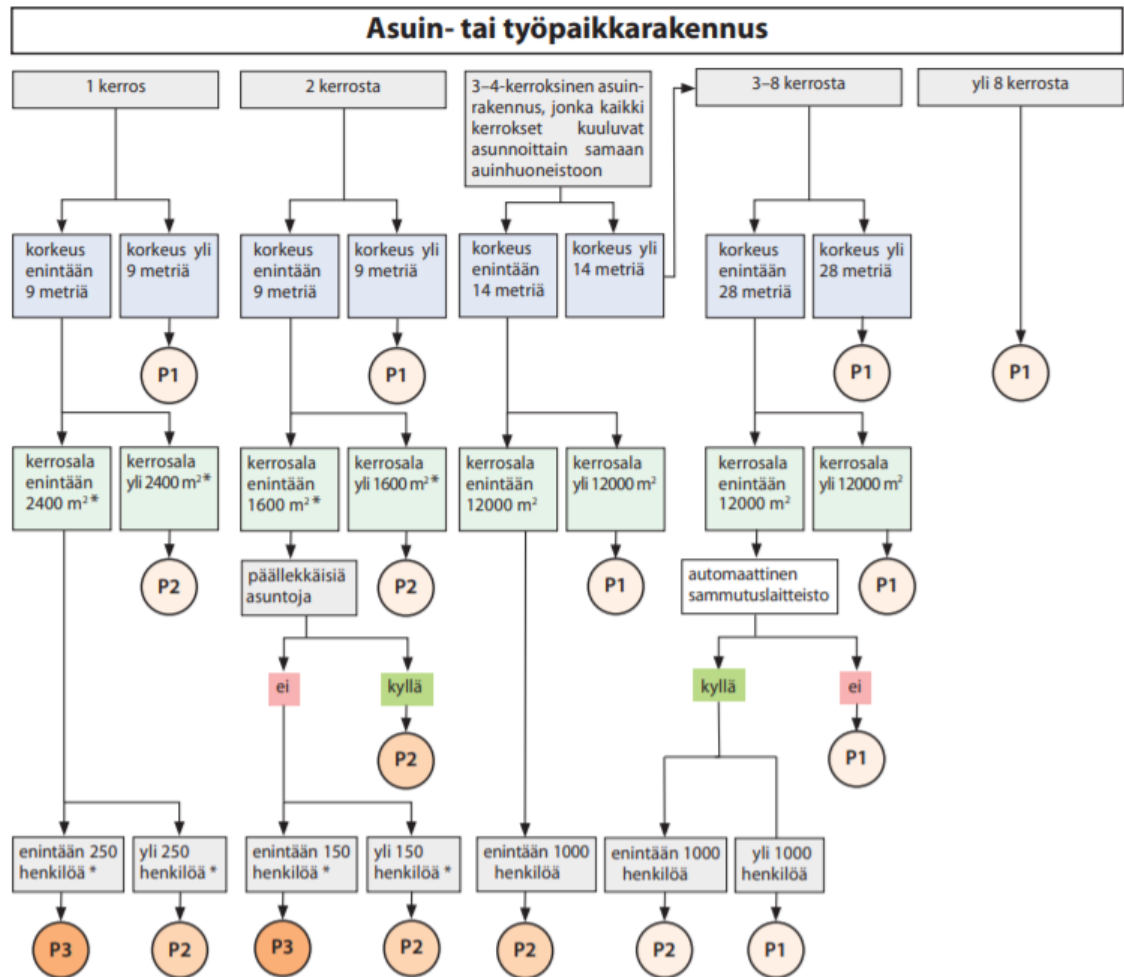 Asuin- tai työpaikkarakennus
1 kerros
2 kerrosta
3–4-kerroksinen asuin-
rakennus, jonka kaikki
kerrokset kuuluvat
asunnoittain samaan
auinhuoneistoon
3–8 kerrosta
yli 8 kerrosta
korkeus
enintään
9 metriä
korkeus yli
9 metriä
korkeus
enintään
9 metriä
korkeus yli
9 metriä
korkeus
enintään
14 metriä
korkeus yli
14 metriä
korkeus
enintään
28 metriä
korkeus yli
28 metriä
P1
P1
P1
P1
kerrosala
enintään
2400 m²*
kerrosala
yli 2400 m²*
kerrosala
enintään
1600 m²*
kerrosala
yli 1600 m²*
kerrosala
enintään
12000 m²
kerrosala
yli 12000 m²
kerrosala
enintään
12000 m²
kerrosala
yli 12000 m²
P2
päällekkäisiä
asuntoja
P2
P1
automaattinen
sammutuslaitteisto
P1
ei
kyllä
kyllä
ei
P2
P1
enintään 250
henkilöä *
yli 250
henkilöä *
enintään 150
henkilöä *
yli 150
henkilöä *
enintään 1000
henkilöä
enintään 1000
henkilöä
yli 1000
henkilöä
P3
P2
P3
P2
P2
P2
P1